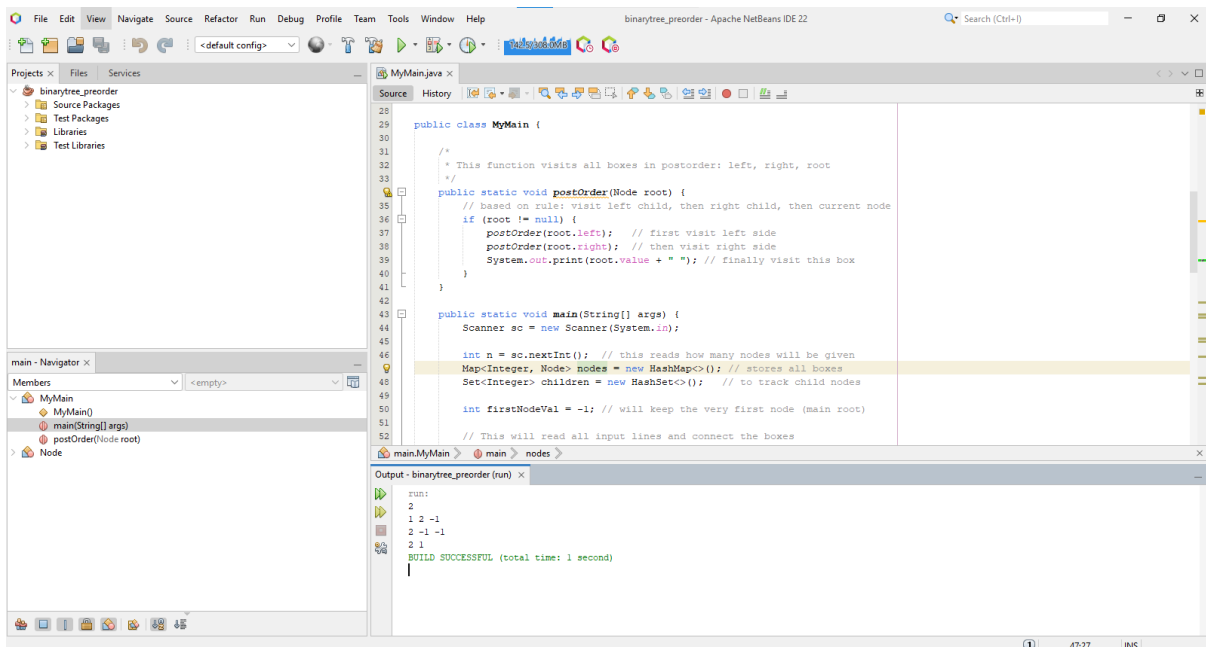 File Edit View Navigate Source Refactor Run Debug Profile Team Tools Window Help binarytree_preorder - Apache NetBeans IDE 22 Search (Ctrl+I)
<default config> 142.5/308.0MB
Projects Files Services
binarytree_preorder
Source Packages
Test Packages
Libraries
Test Libraries
main - Navigator
Members <empty>
MyMain
MyMain()
main(String[] args)
postOrder(Node root)
Node
MyMain.java
Source History
28
29 public class MyMain {
30
31 /*
32 * This function visits all boxes in postorder: left, right, root
33 */
public static void postOrder(Node root) {
35 // based on rule: visit left child, then right child, then current node
36 if (root != null) {
37 postOrder(root.left); // first visit left side
38 postOrder(root.right); // then visit right side
39 System.out.print(root.value + " "); // finally visit this box
40 }
41 }
42
43 public static void main(String[] args) {
44 Scanner sc = new Scanner(System.in);
45
46 int n = sc.nextInt(); // this reads how many nodes will be given
Map<Integer, Node> nodes = new HashMap<>(); // stores all boxes
48 Set<Integer> children = new HashSet<>(); // to track child nodes
49
50 int firstNodeVal = -1; // will keep the very first node (main root)
51
52 // This will read all input lines and connect the boxes
main.MyMain main nodes
Output - binarytree_preorder (run)
run:
2
1 2 -1
2 -1 -1
2 1
BUILD SUCCESSFUL (total time: 1 second)
1 47:27 INS